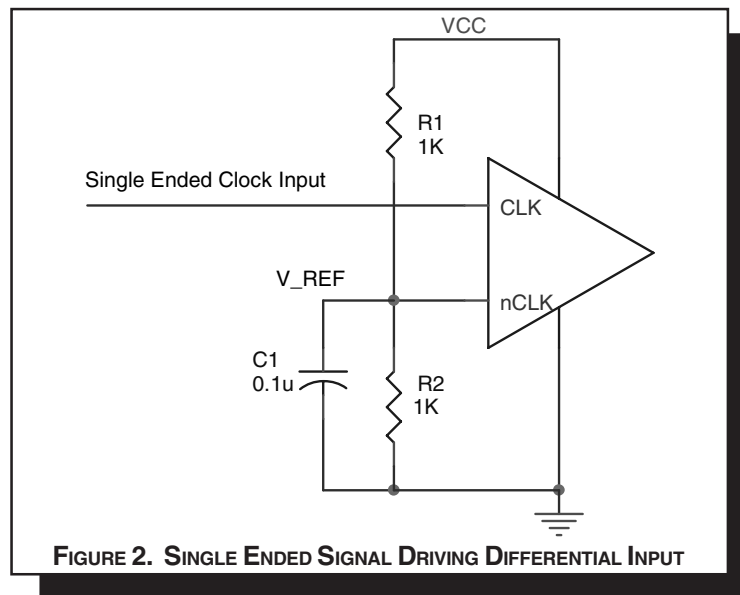 VCC
R1
1K
Single Ended Clock Input
CLK
V_REF
nCLK
C1
0.1u
R2
1K
FIGURE 2. SINGLE ENDED SIGNAL DRIVING DIFFERENTIAL INPUT